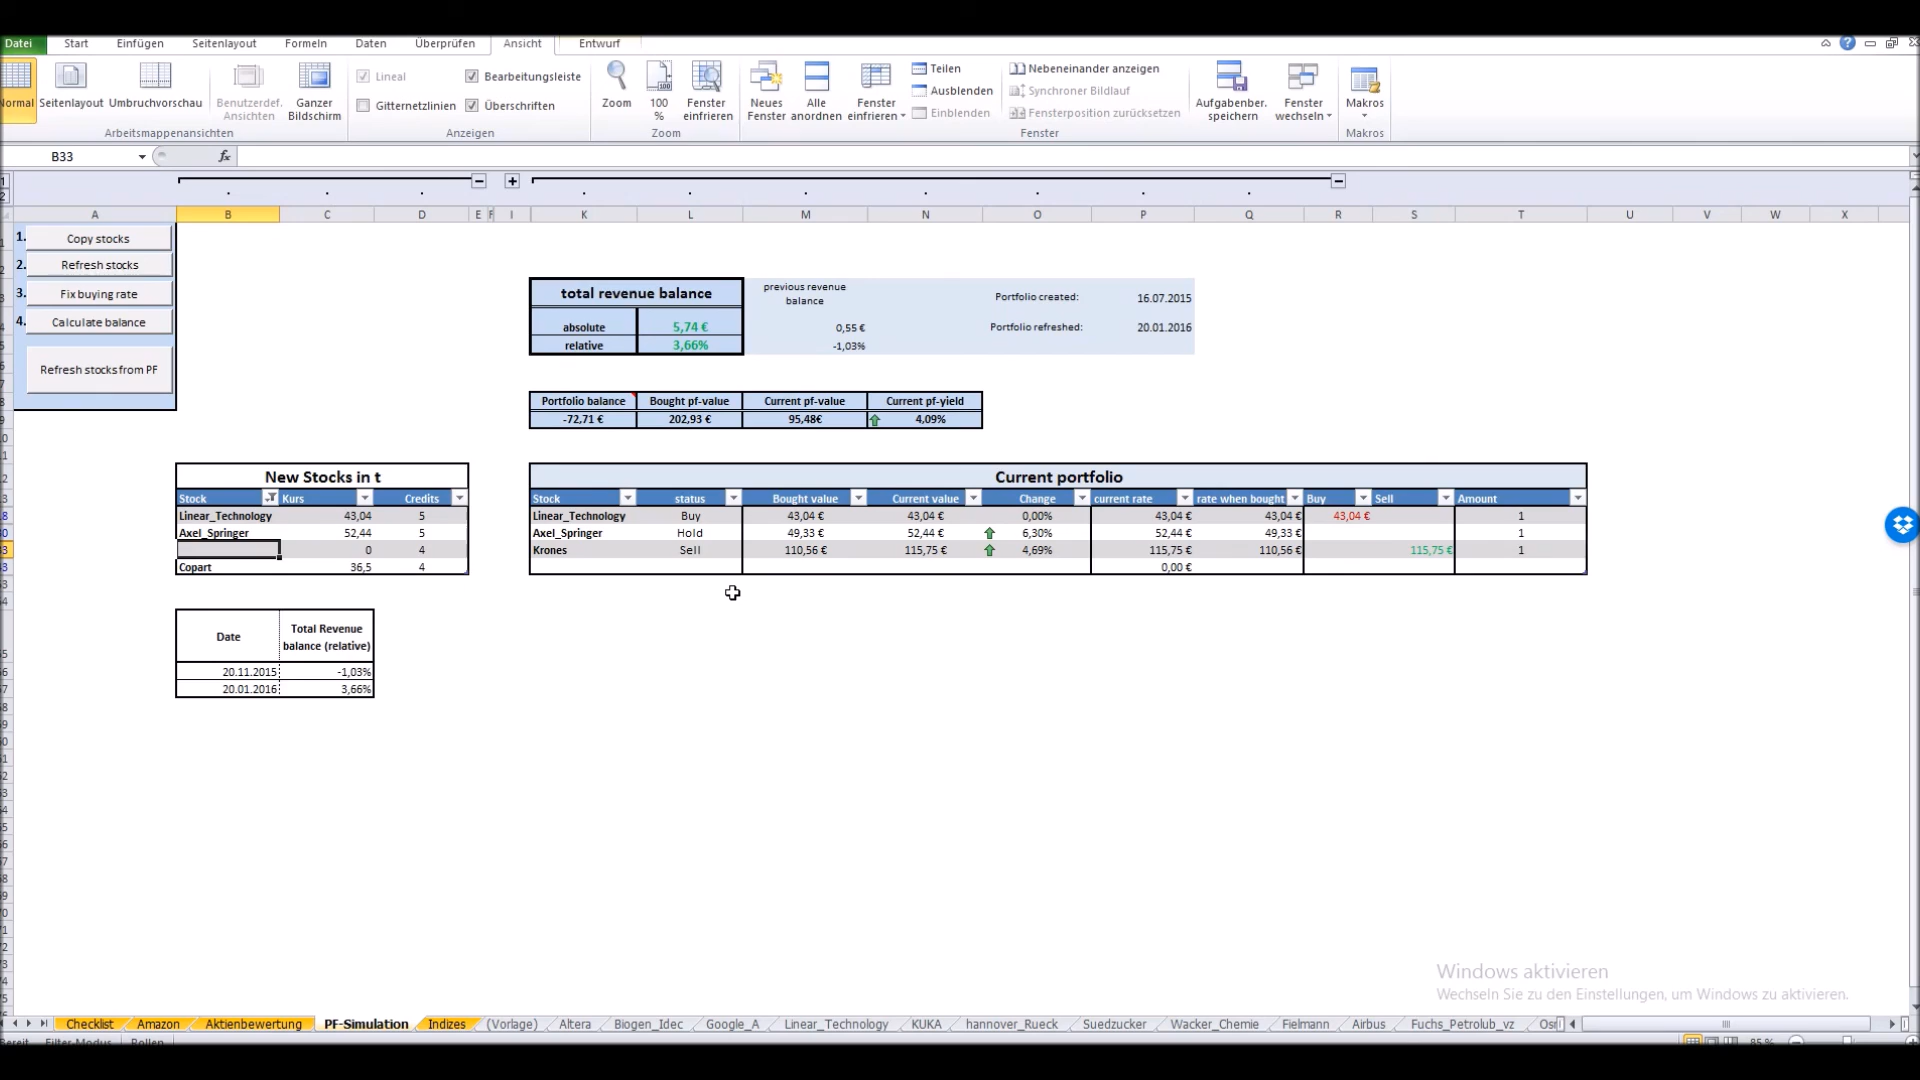 Datei Start Einfügen Seitenlayout Formeln Daten Überprüfen Ansicht Entwurf
Normal Seitenlayout Umbruchvorschau Benutzerdef. Ansichten Ganzer Bildschirm
Arbeitsmappenansichten
Lineal Bearbeitungsleiste
Gitternetzlinien Überschriften
Anzeigen
Zoom 100 % Fenster einfrieren
Zoom
Neues Fenster Alle anordnen Fenster einfrieren
Teilen
Ausblenden
Einblenden
Nebeneinander anzeigen
Synchroner Bildlauf
Fensterposition zurücksetzen
Aufgabenber. speichern Fenster wechseln
Fenster
Makros
Makros
B33 fx
A B C D E F I K L M N O P Q R S T U V W X
1. Copy stocks
2. Refresh stocks
3. Fix buying rate
4. Calculate balance
Refresh stocks from PF
total revenue balance
absolute 5,74 €
relative 3,66%
previous revenue balance
0,55 €
-1,03%
Portfolio created: 16.07.2015
Portfolio refreshed: 20.01.2016
Portfolio balance Bought pf-value Current pf-value Current pf-yield
-72,71 € 202,93 € 95,48€ 4,09%
New Stocks in t
Stock Kurs Credits
Linear_Technology 43,04 5
Axel_Springer 52,44 5
0 4
Copart 36,5 4
Current portfolio
Stock status Bought value Current value Change current rate rate when bought Buy Sell Amount
Linear_Technology Buy 43,04 € 43,04 € 0,00% 43,04 € 43,04 € 43,04 € 1
Axel_Springer Hold 49,33 € 52,44 € 6,30% 52,44 € 49,33 € 1
Krones Sell 110,56 € 115,75 € 4,69% 115,75 € 110,56 € 115,75 € 1
0,00 €
Date Total Revenue balance (relative)
20.11.2015 -1,03%
20.01.2016 3,66%
Windows aktivieren
Wechseln Sie zu den Einstellungen, um Windows zu aktivieren.
Checklist Amazon Aktienbewertung PF-Simulation Indizes (Vorlage) Altera Biogen_Idec Google_A Linear_Technology KUKA hannover_Rueck Suedzucker Wacker_Chemie Fielmann Airbus Fuchs_Petrolub_vz